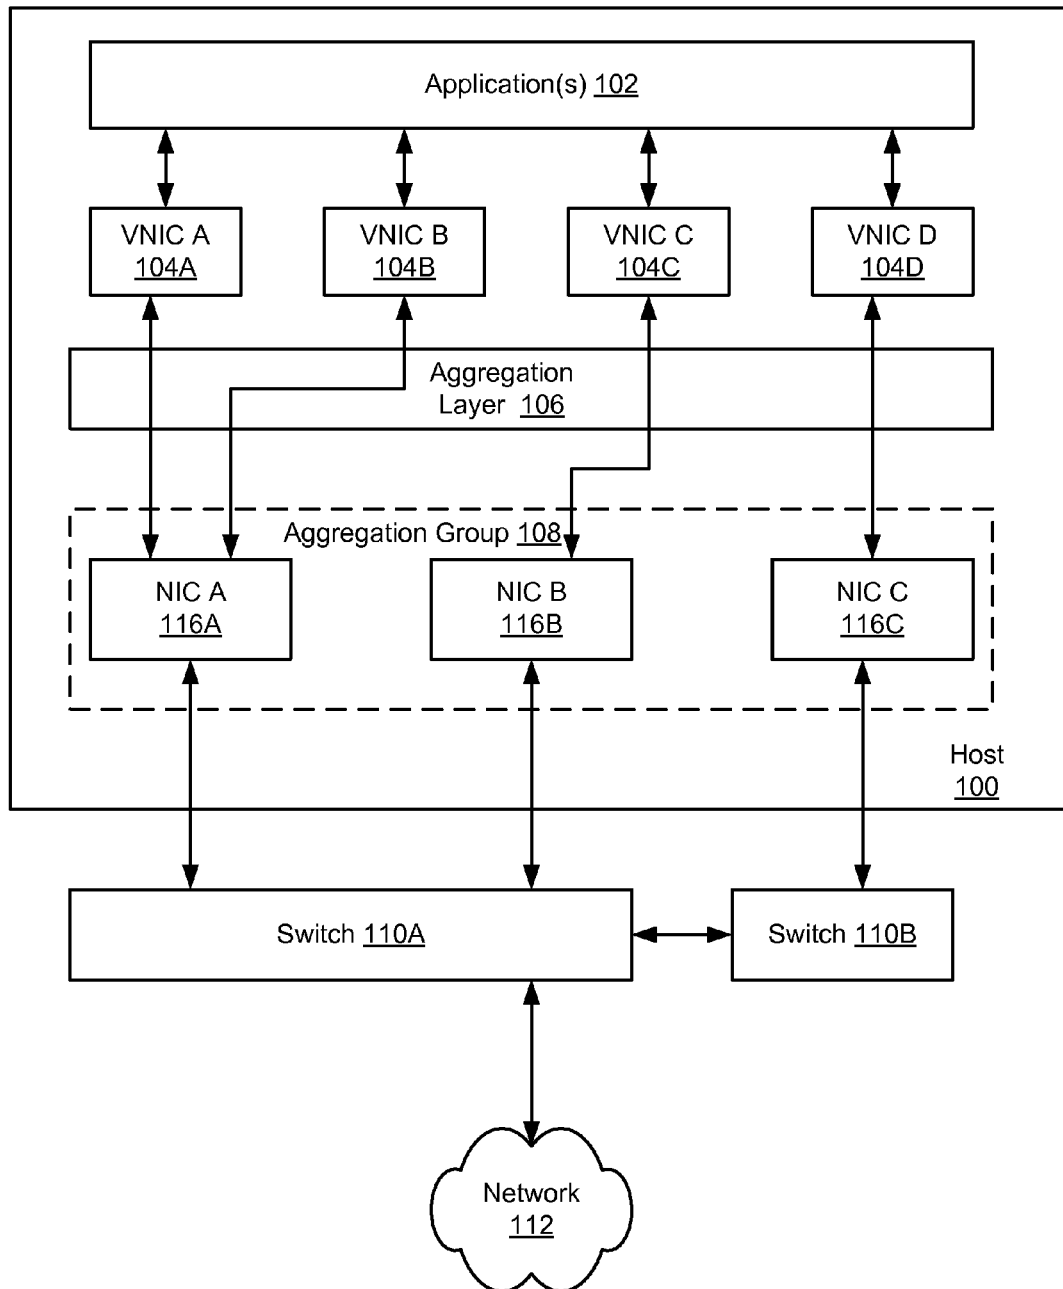 Application(s) 102
VNIC A
104A
VNIC B
104B
VNIC C
104C
VNIC D
104D
Aggregation
Layer 106
Aggregation Group 108
NIC A
116A
NIC B
116B
NIC C
116C
Host
100
Switch 110A
Switch 110B
Network
112